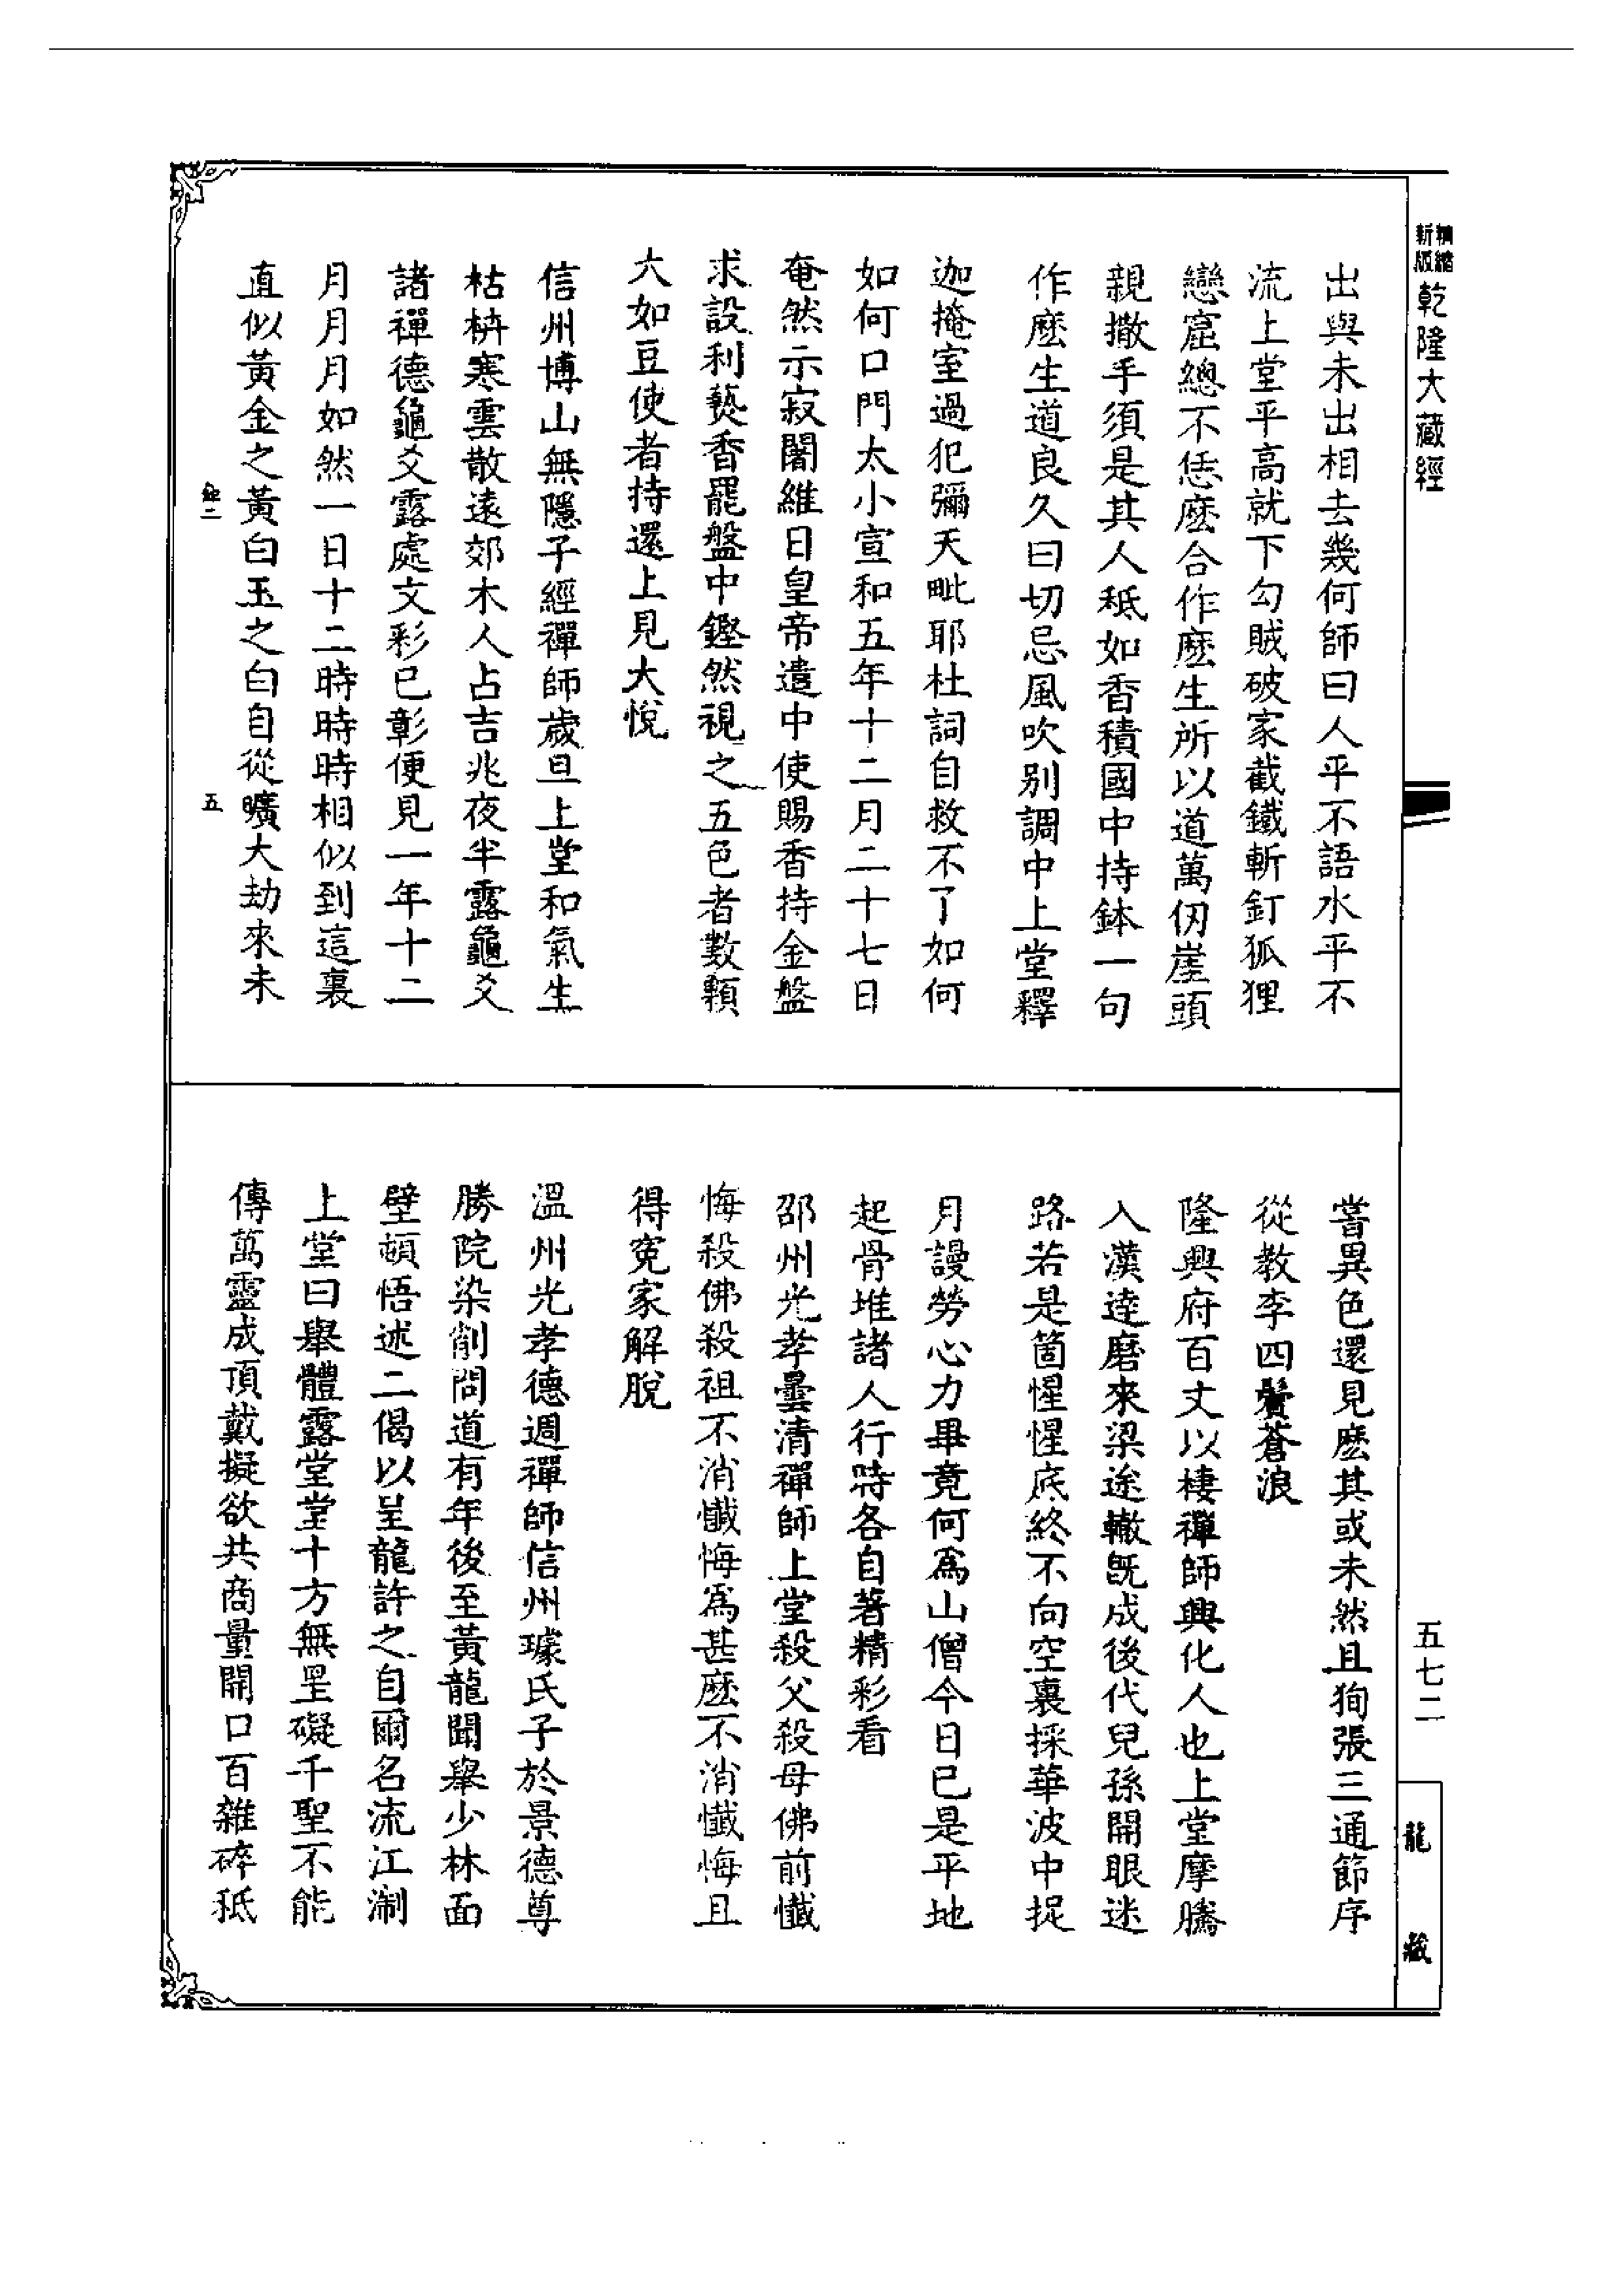 精縮新版乾隆大藏經
出與未出相去幾何師曰人平不語水平不
流上堂平高就下勾賊破家截鐵斬釘狐狸
戀窟總不恁麽合作麽生所以道萬仞崖頭
親撒手須是其人秪如香積國中持鉢一句
作麽生道良久曰切忌風吹别調中上堂釋
迦掩室過犯彌天毗耶杜詞自救不了如何
如何口門太小宣和五年十二月二十七日
奄然示寂闍維日皇帝遣中使賜香持金盤
求設利爇香罷盤中鏗然視之五色者數顆
大如豆使者持還上見大悅
信州博山無隱子經禪師歲旦上堂和氣生
枯枿寒雲散遠郊木人占吉兆夜半露龜爻
諸禪德龜爻露處文彩已彰便見一年十二
月月月如然一日十二時時時相似到這裏
直似黃金之黃白玉之白自從曠大劫來未
五
嘗異色還見麽其或未然且徇張三通節序
從教李四鬢蒼浪
隆興府百丈以棲禪師興化人也上堂摩騰
入漢達磨來梁途轍旣成後代兒孫開眼迷
路若是箇惺惺底終不向空裏採華波中捉
月謾勞心力畢竟何爲山僧今日已是平地
起骨堆諸人行時各自著精彩看
邵州光孝曇清禪師上堂殺父殺母佛前懺
悔殺佛殺祖不消懺悔爲甚麽不消懺悔且
得冤家解脫
溫州光孝德週禪師信州璩氏子於景德尊
勝院染削問道有年後至黃龍聞舉少林面
壁頓悟述二偈以呈龍許之自爾名流江淛
上堂曰舉體露堂堂十方無罣礙千聖不能
傳萬靈成頂戴擬欲共商量開口百雜碎秪
五七二
龍藏